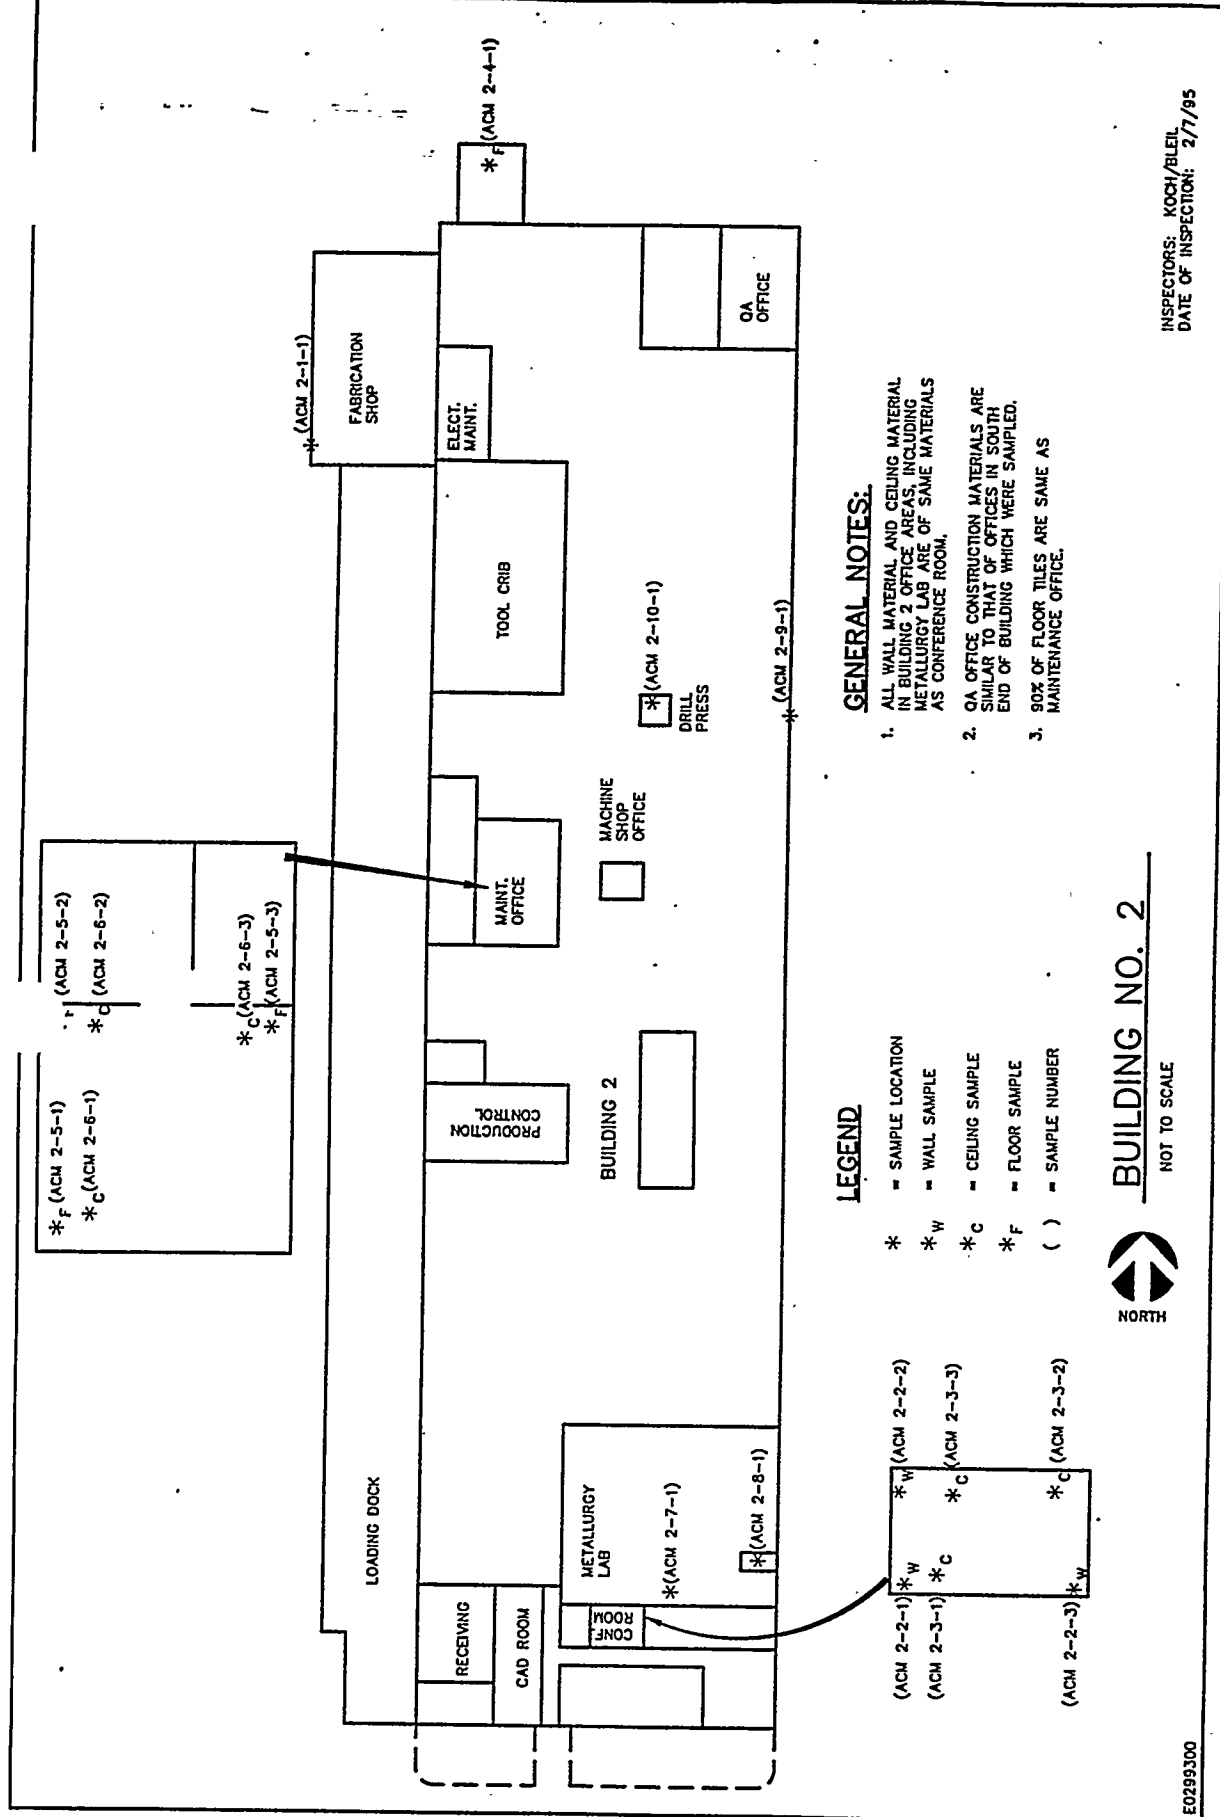 (ACM 2-5-1)
*F
(ACM 2-6-1)
*C
(ACM 2-5-2)
F
(ACM 2-6-2)
*C
(ACM 2-6-3)
*C
(ACM 2-5-3)
*F
(ACM 2-1-1)
*
FABRICATION
SHOP
*F (ACM 2-4-1)
LOADING DOCK
RECEIVING
CAD ROOM
PRODUCTION
CONTROL
MAINT.
OFFICE
TOOL CRIB
ELECT.
MAINT.
METALLURGY
LAB
CONF.
ROOM
*(ACM 2-7-1)
*(ACM 2-8-1)
BUILDING 2
MACHINE
SHOP
OFFICE
*(ACM 2-10-1)
DRILL
PRESS
QA
OFFICE
*
(ACM 2-9-1)
(ACM 2-2-1) *W
*W (ACM 2-2-2)
(ACM 2-3-1) *C
*C (ACM 2-3-3)
*C (ACM 2-3-2)
(ACM 2-2-3) *W
LEGEND
* = SAMPLE LOCATION
*W = WALL SAMPLE
*C = CEILING SAMPLE
*F = FLOOR SAMPLE
( ) = SAMPLE NUMBER
GENERAL NOTES:
1. ALL WALL MATERIAL AND CEILING MATERIAL
IN BUILDING 2 OFFICE AREAS, INCLUDING
METALLURGY LAB ARE OF SAME MATERIALS
AS CONFERENCE ROOM.
2. QA OFFICE CONSTRUCTION MATERIALS ARE
SIMILAR TO THAT OF OFFICES IN SOUTH
END OF BUILDING WHICH WERE SAMPLED.
3. 90% OF FLOOR TILES ARE SAME AS
MAINTENANCE OFFICE.
NORTH
BUILDING NO. 2
NOT TO SCALE
INSPECTORS: KOCH/BLEIL
DATE OF INSPECTION: 2/7/95
E0299300